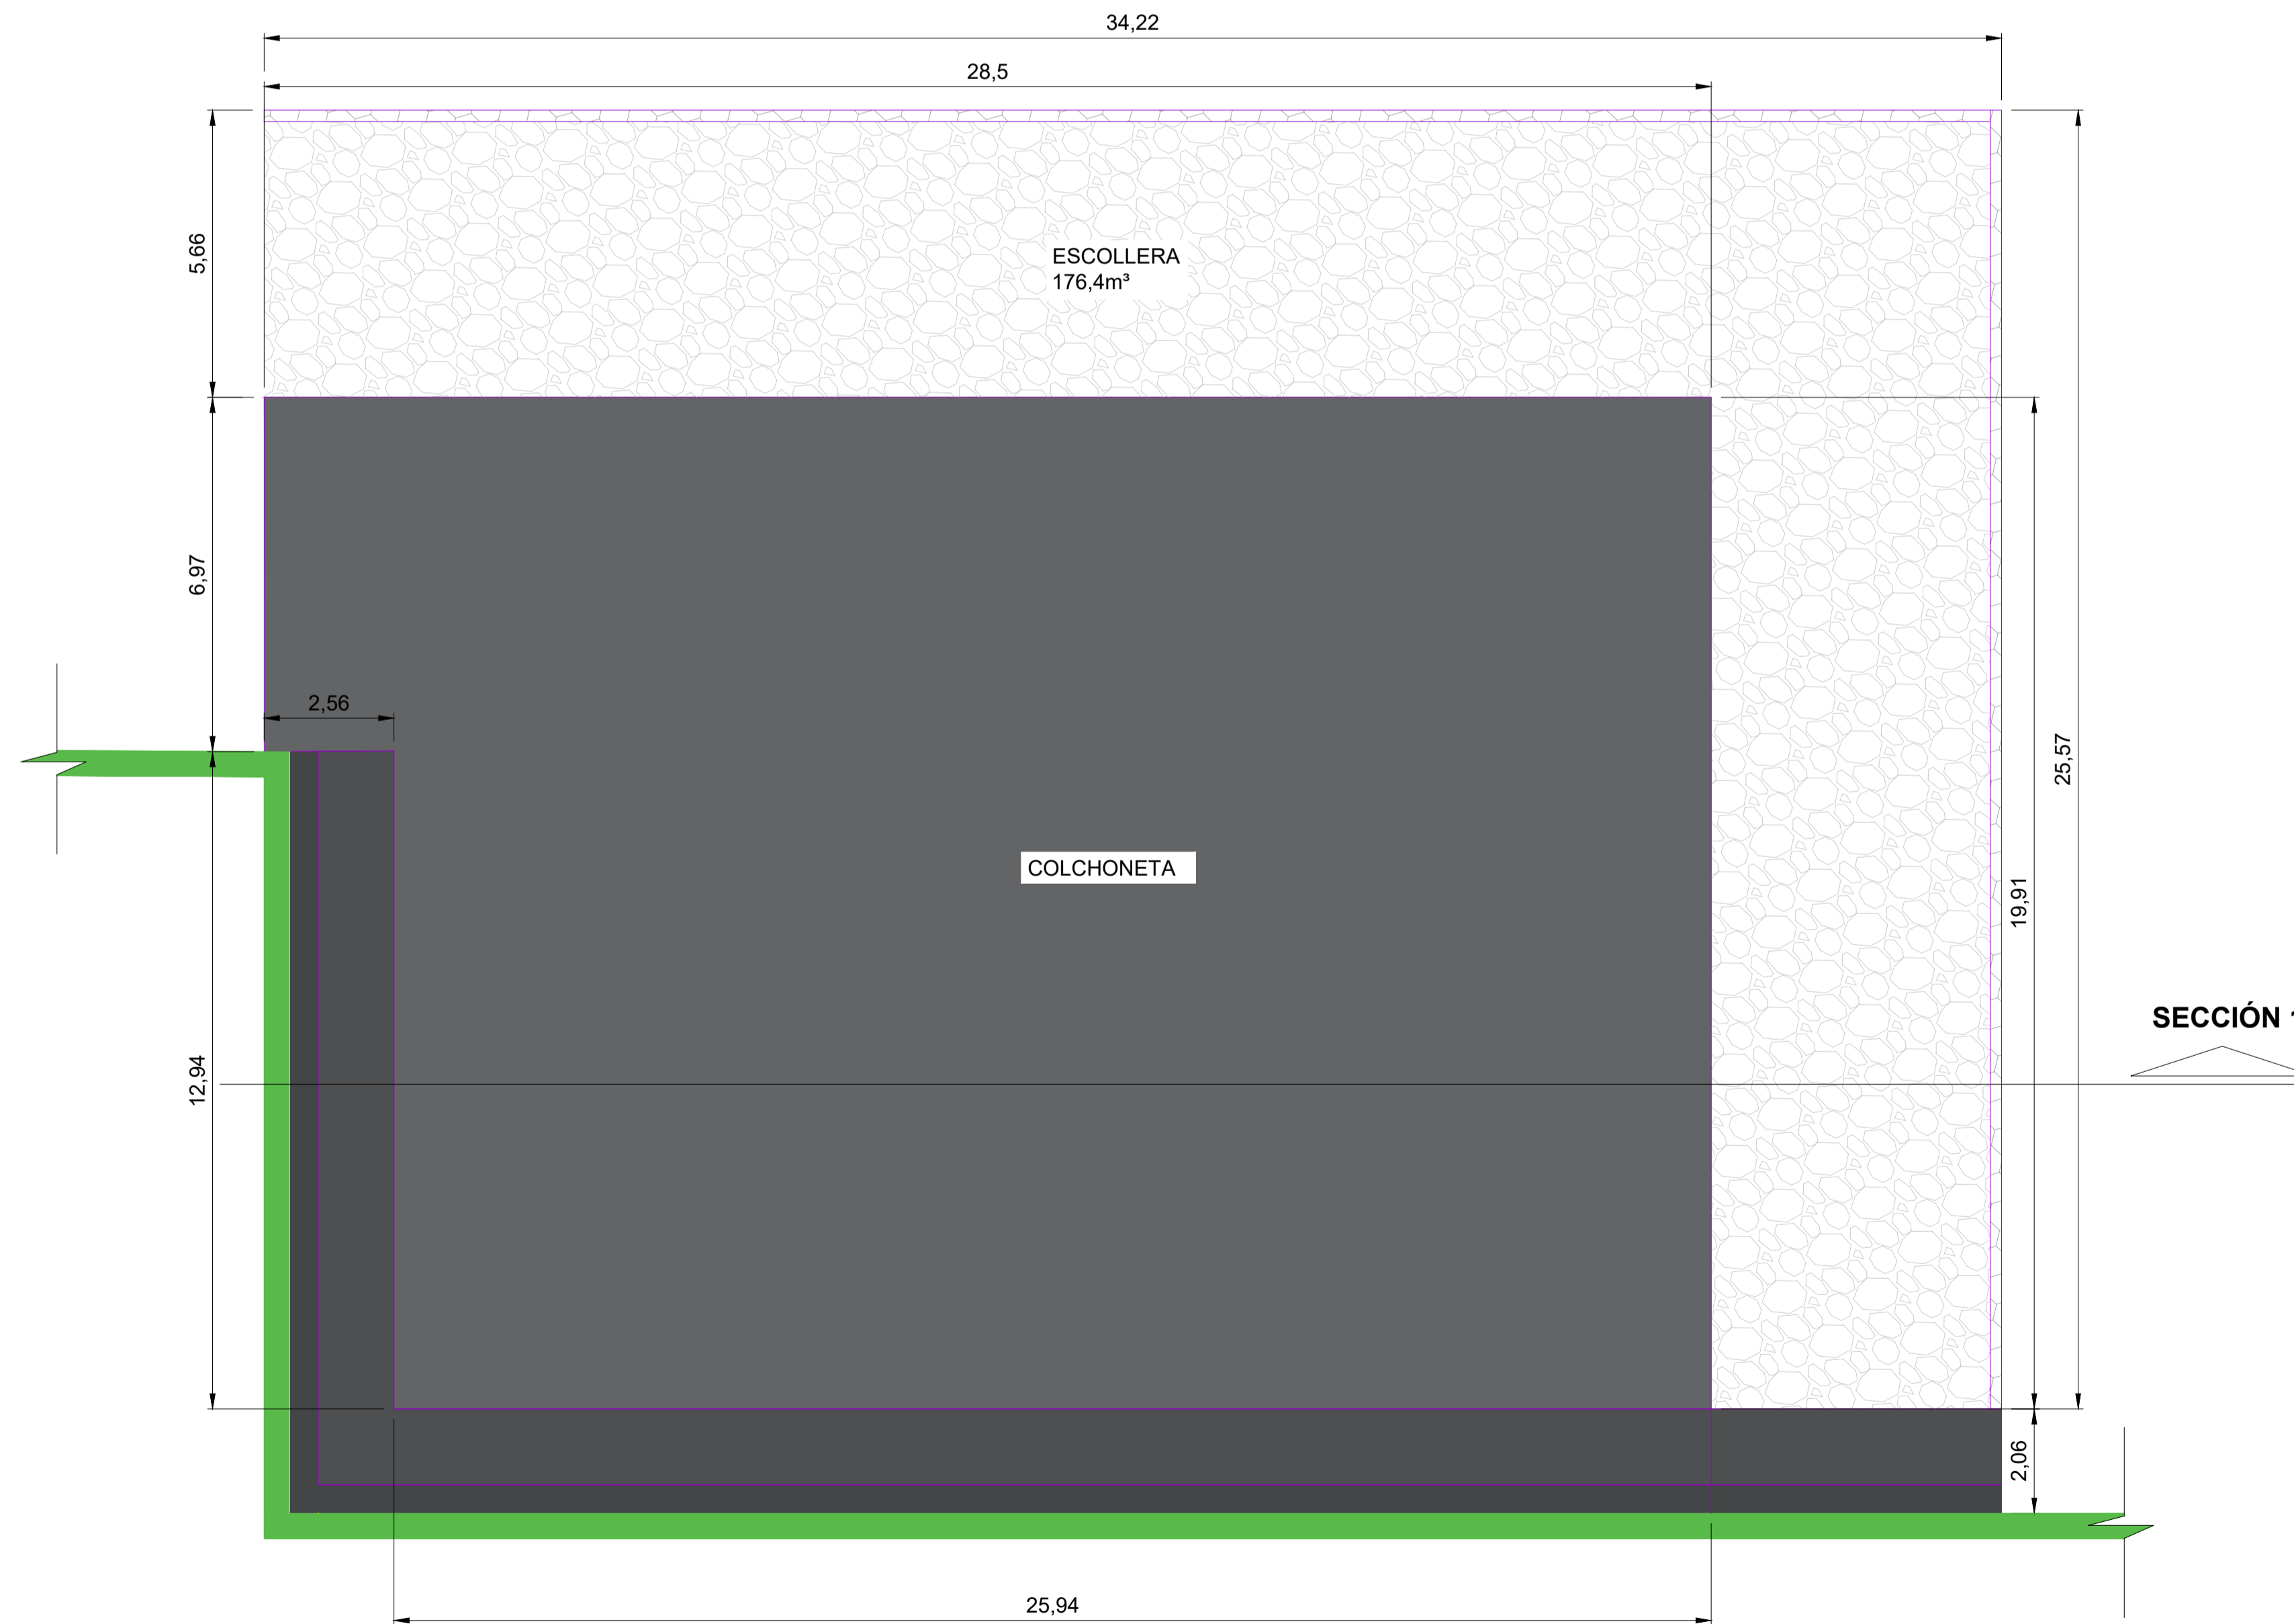 34,22
28,5
5,66
ESCOLLERA
176,4m³
6,97
2,56
25,57
COLCHONETA
19,91
SECCIÓN 1
12,94
2,06
25,94